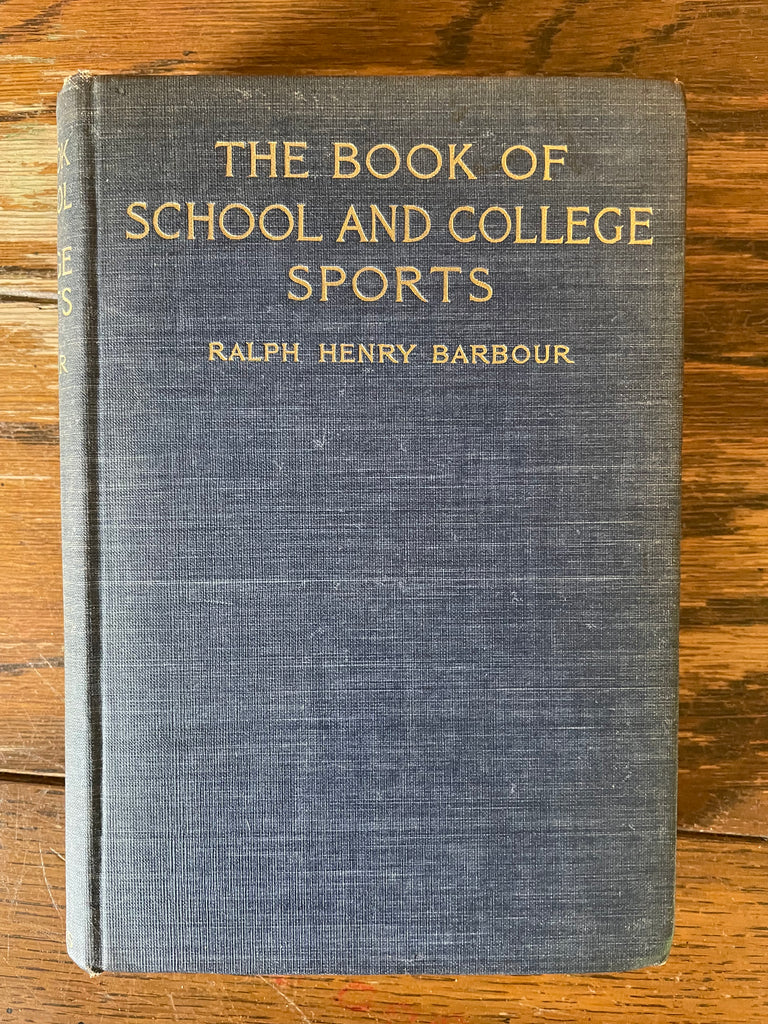 THE BOOK OF
SCHOOL AND COLLEGE
SPORTS
RALPH HENRY BARBOUR